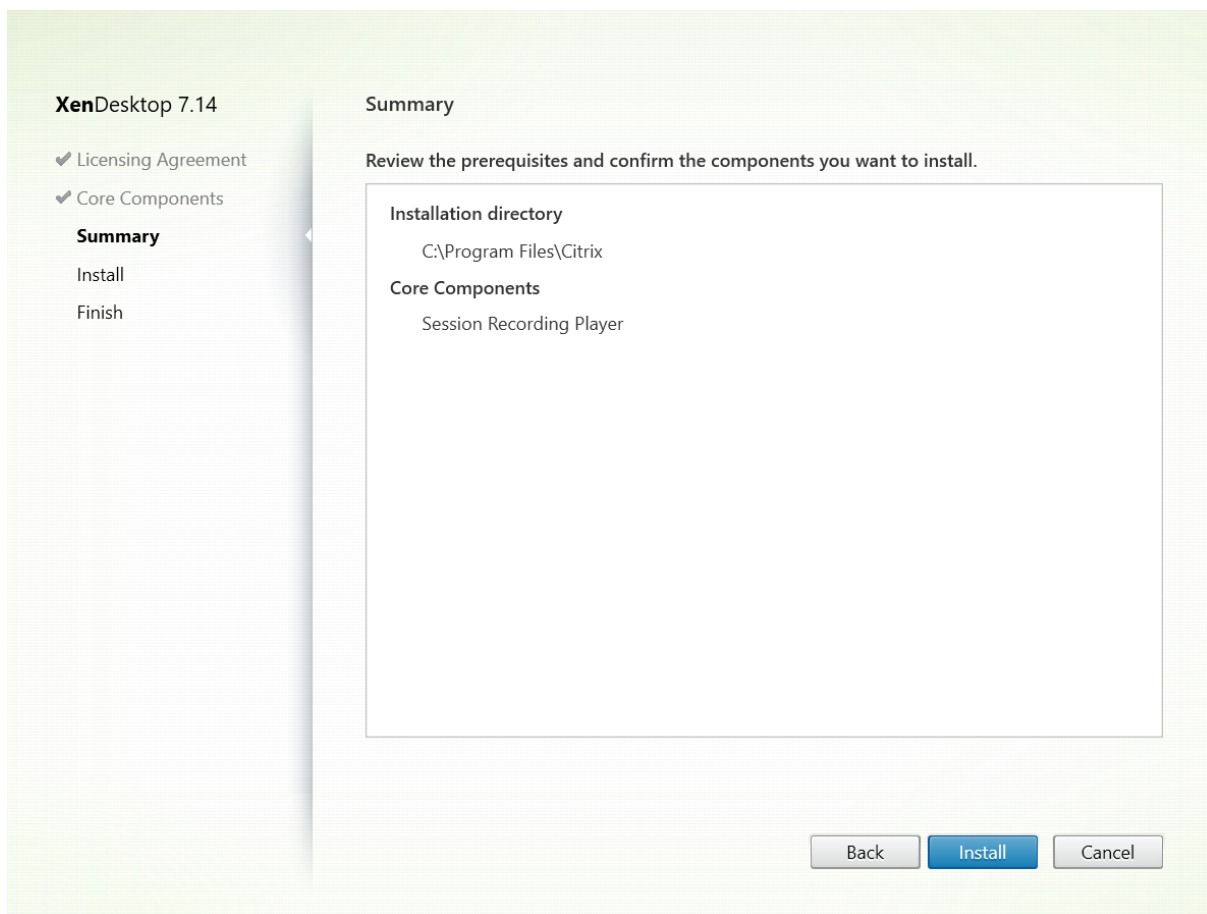 XenDesktop 7.14
Licensing Agreement
Core Components
Summary
Install
Finish
Summary
Review the prerequisites and confirm the components you want to install.
Installation directory
C:\Program Files\Citrix
Core Components
Session Recording Player
Back
Install
Cancel